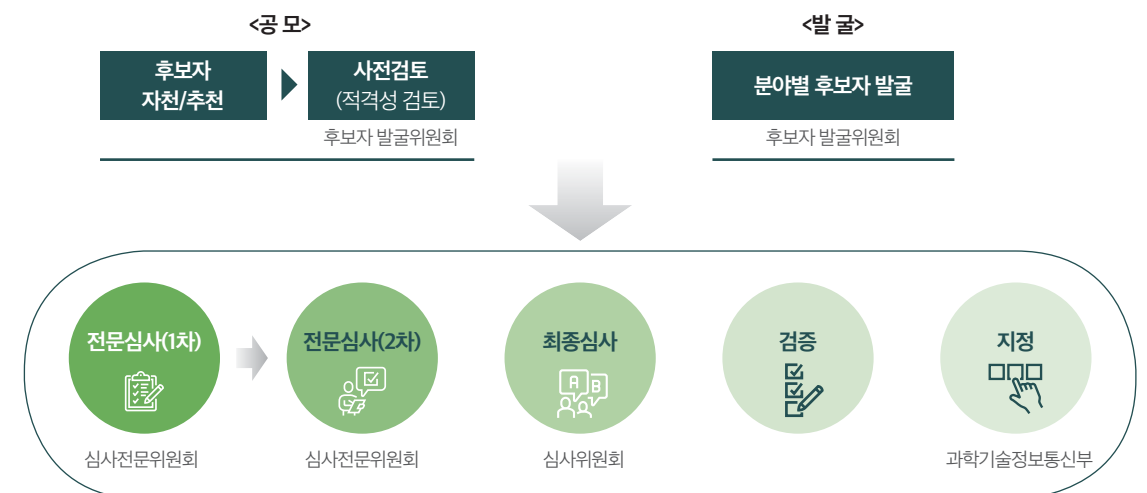 <공 모>
후보자
자천/추천
사전검토
(적격성 검토)
후보자 발굴위원회
<발 굴>
분야별 후보자 발굴
후보자 발굴위원회
전문심사(1차)
심사전문위원회
전문심사(2차)
심사전문위원회
최종심사
A B
심사위원회
검증
지정
과학기술정보통신부